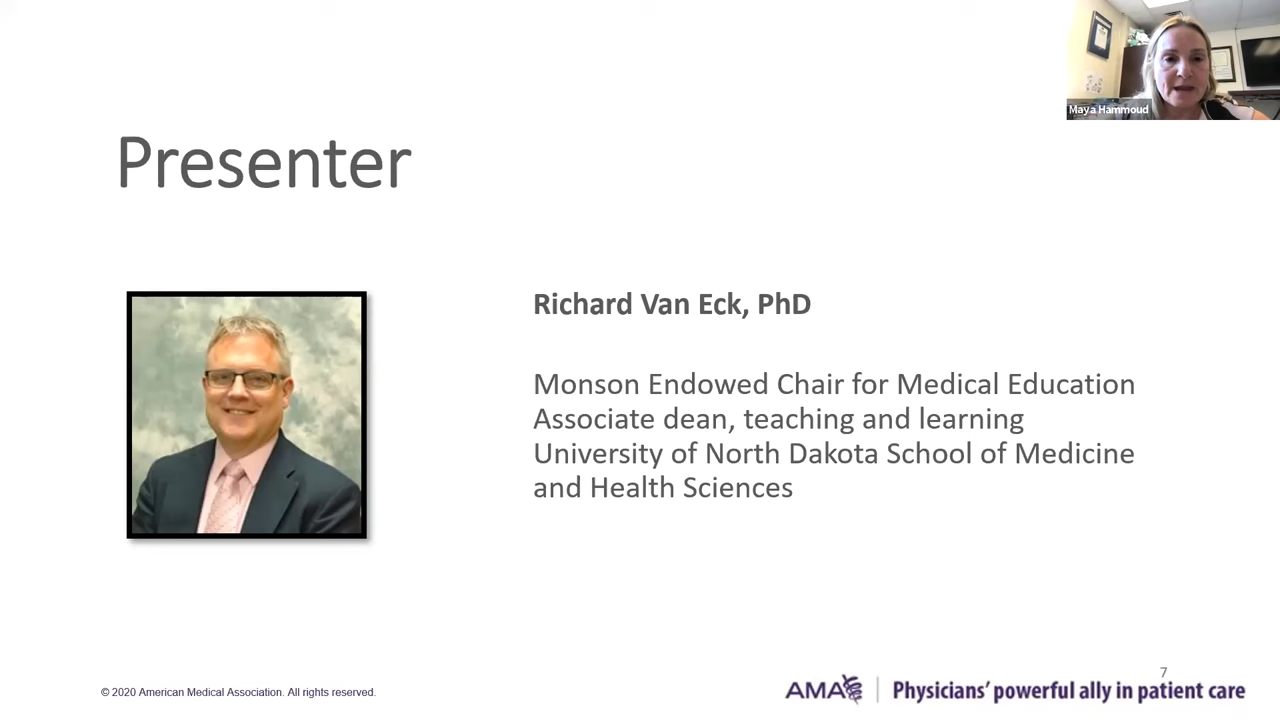 Maya Hammoud
Presenter
Richard Van Eck, PhD
Monson Endowed Chair for Medical Education
Associate dean, teaching and learning
University of North Dakota School of Medicine
and Health Sciences
7
© 2020 American Medical Association. All rights reserved.
AMA
Physicians’ powerful ally in patient care